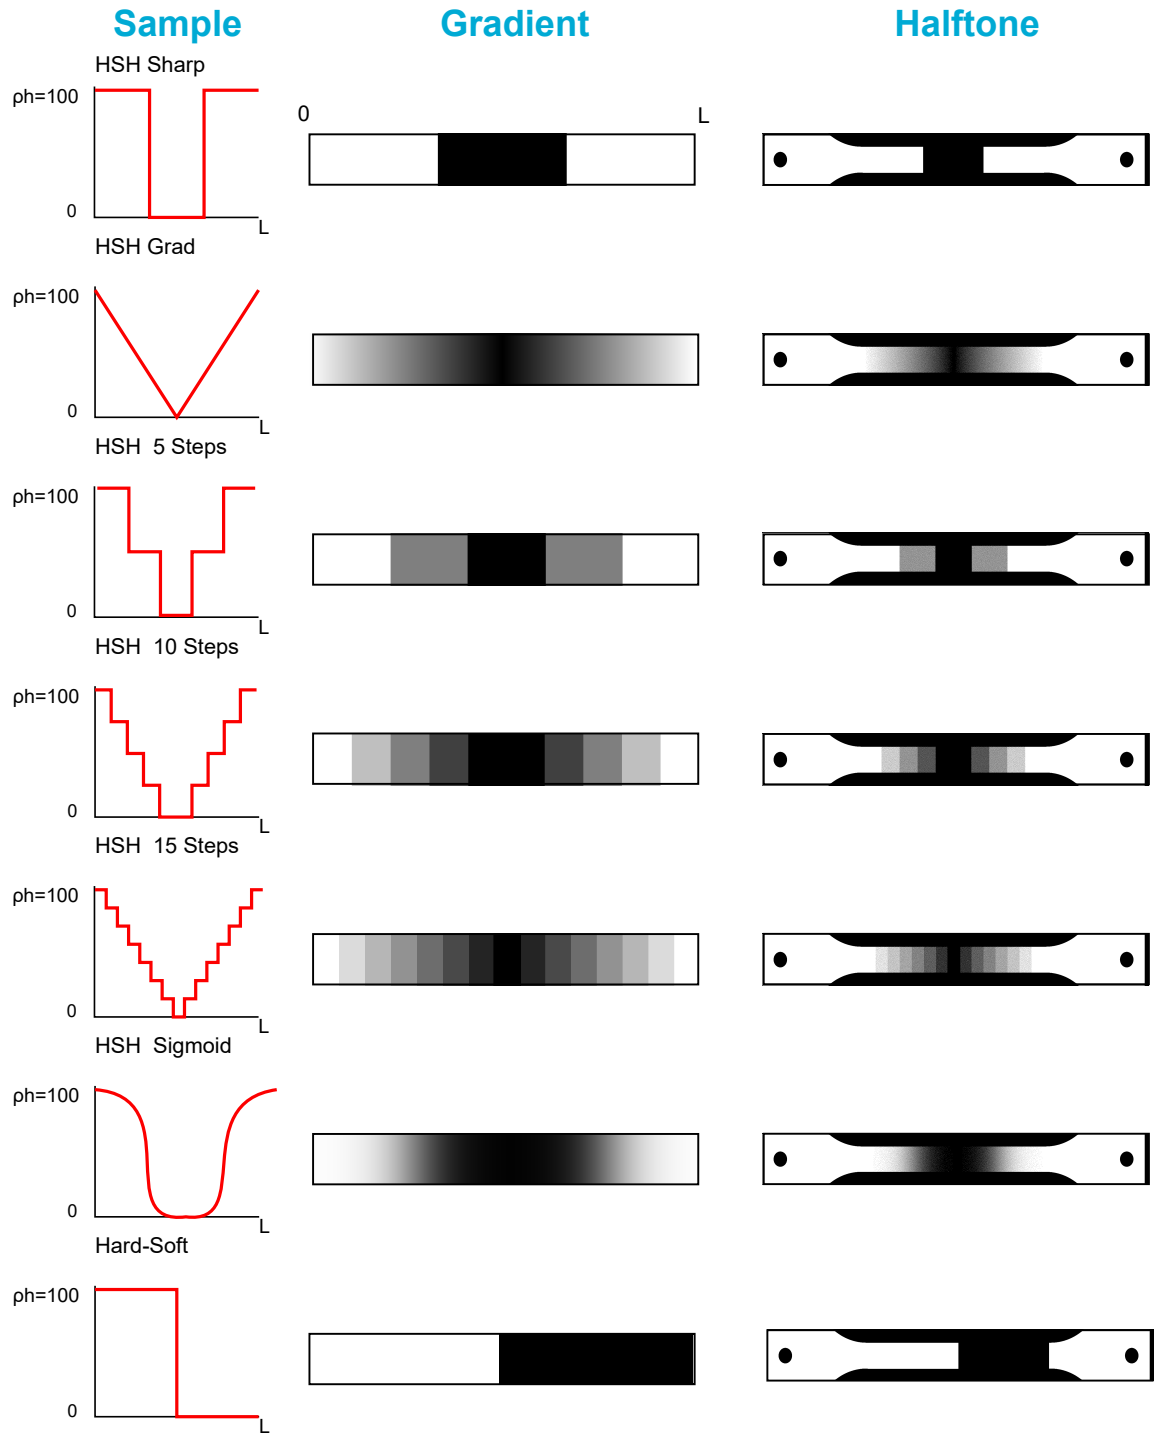 Sample Gradient Halftone
HSH Sharp
ρh=100
0 L
0
L
HSH Grad
ρh=100
0
L
HSH 5 Steps
ρh=100
0
L
HSH 10 Steps
ρh=100
0
L
HSH 15 Steps
ρh=100
0
L
HSH Sigmoid
ρh=100
0
L
Hard-Soft
ρh=100
0
L